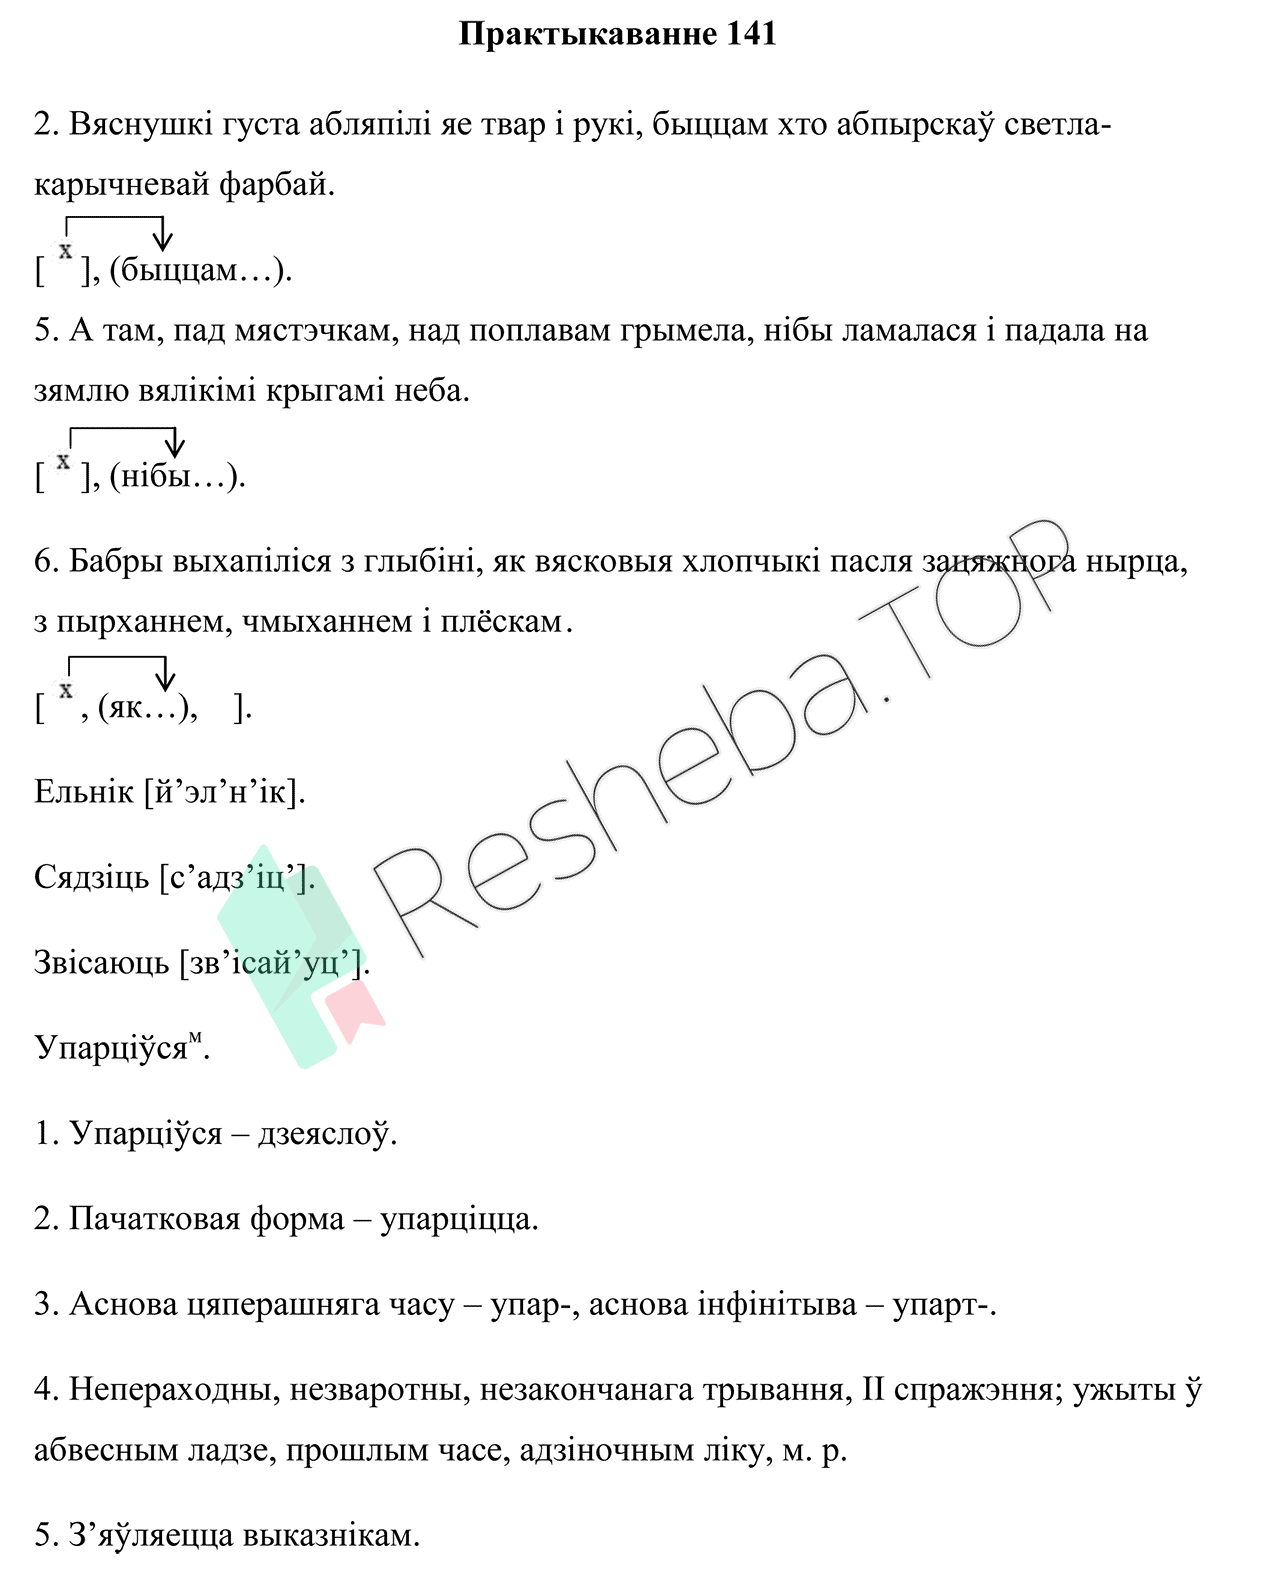 Практыкаванне 141
2. Вяснушкі густа абляпілі яе твар і рукі, быццам хто абпырскаў светла-
карычневай фарбай.
[ x ], (быццам…).
5. А там, пад мястэчкам, над поплавам грымела, нібы ламалася і падала на
зямлю вялікімі крыгамі неба.
[ x ], (нібы…).
6. Бабры выхапіліся з глыбіні, як вясковыя хлопчыкі пасля зацяжнога нырца,
з пырханнем, чмыханнем і плёскам.
[ x , (як…), ].
Ельнік [й’эл’н’ік].
Сядзіць [с’адз’іц’].
Звісаюць [зв’ісай’уц’].
Упарціўсяᴹ.
1. Упарціўся – дзеяслоў.
2. Пачатковая форма – упарціцца.
3. Аснова цяперашняга часу – упар-, аснова інфінітыва – упарт-.
4. Непераходны, незваротны, незакончанага трывання, II спражэння; ужыты ў
абвесным ладзе, прошлым часе, адзіночным ліку, м. р.
5. З’яўляецца выказнікам.
Resheba.TOP